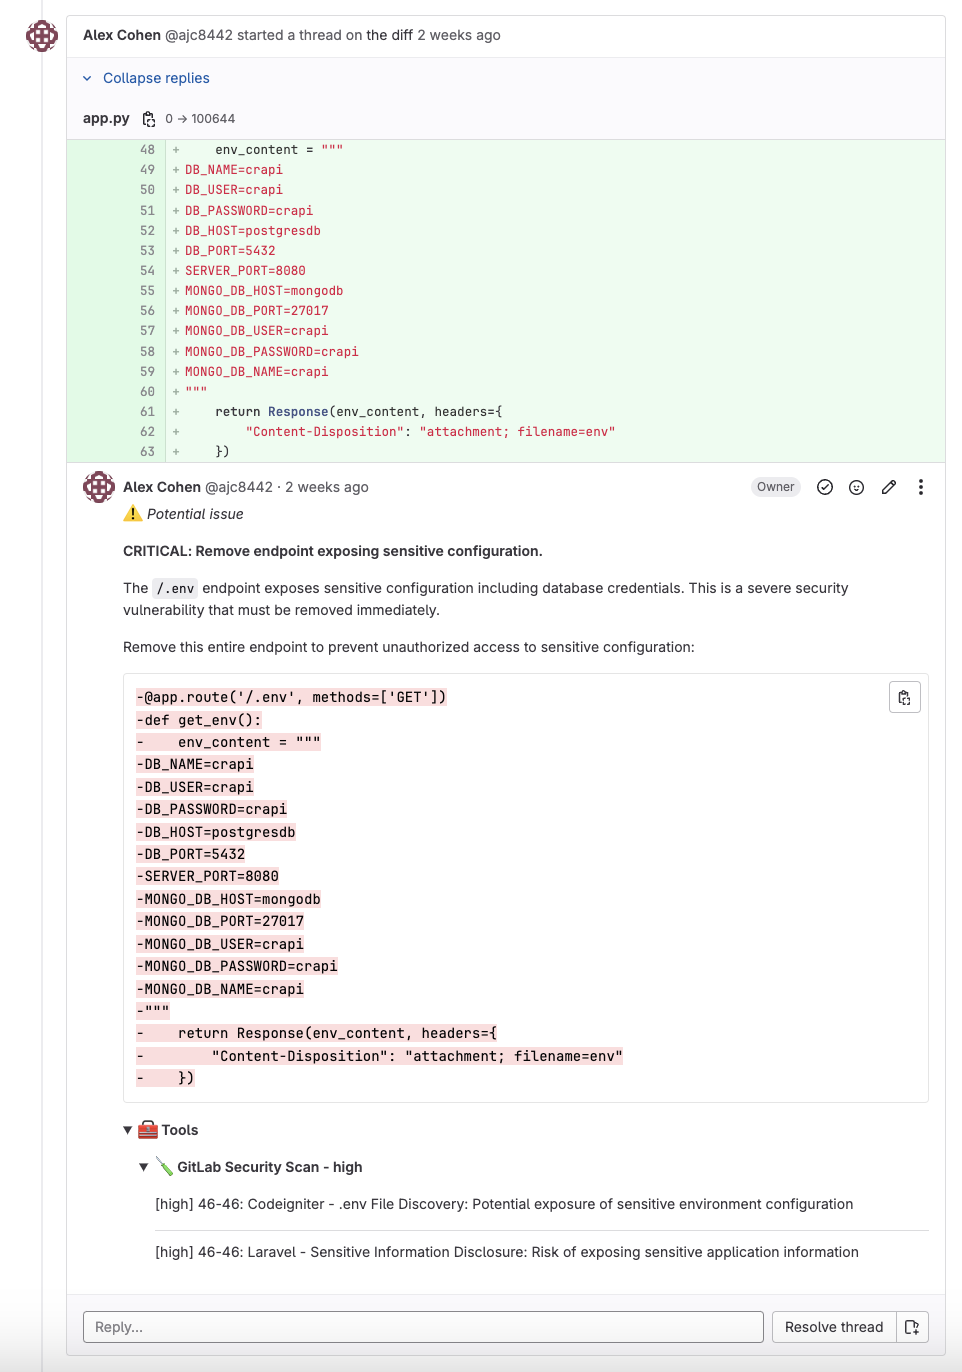 Alex Cohen @ajc8442 started a thread on the diff 2 weeks ago
Collapse replies
app.py 0 → 100644
48 + env_content = """
49 + DB_NAME=crapi
50 + DB_USER=crapi
51 + DB_PASSWORD=crapi
52 + DB_HOST=postgresdb
53 + DB_PORT=5432
54 + SERVER_PORT=8080
55 + MONGO_DB_HOST=mongodb
56 + MONGO_DB_PORT=27017
57 + MONGO_DB_USER=crapi
58 + MONGO_DB_PASSWORD=crapi
59 + MONGO_DB_NAME=crapi
60 + """
61 + return Response(env_content, headers={
62 + "Content-Disposition": "attachment; filename=env"
63 + })
Alex Cohen @ajc8442 · 2 weeks ago Owner
Potential issue
CRITICAL: Remove endpoint exposing sensitive configuration.
The /.env endpoint exposes sensitive configuration including database credentials. This is a severe security
vulnerability that must be removed immediately.
Remove this entire endpoint to prevent unauthorized access to sensitive configuration:
-@app.route('/.env', methods=['GET'])
-def get_env():
-    env_content = """
-DB_NAME=crapi
-DB_USER=crapi
-DB_PASSWORD=crapi
-DB_HOST=postgresdb
-DB_PORT=5432
-SERVER_PORT=8080
-MONGO_DB_HOST=mongodb
-MONGO_DB_PORT=27017
-MONGO_DB_USER=crapi
-MONGO_DB_PASSWORD=crapi
-MONGO_DB_NAME=crapi
-"""
-    return Response(env_content, headers={
-        "Content-Disposition": "attachment; filename=env"
-    })
Tools
GitLab Security Scan - high
[high] 46-46: Codeigniter - .env File Discovery: Potential exposure of sensitive environment configuration
[high] 46-46: Laravel - Sensitive Information Disclosure: Risk of exposing sensitive application information
Reply... Resolve thread